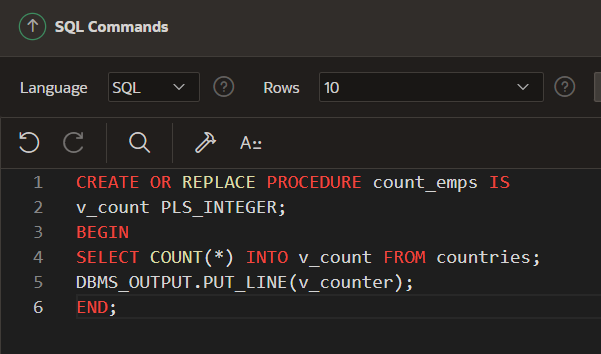 SQL Commands
Language SQL Rows 10
A::
1 CREATE OR REPLACE PROCEDURE count_emps IS
2 v_count PLS_INTEGER;
3 BEGIN
4 SELECT COUNT(*) INTO v_count FROM countries;
5 DBMS_OUTPUT.PUT_LINE(v_counter);
6 END;